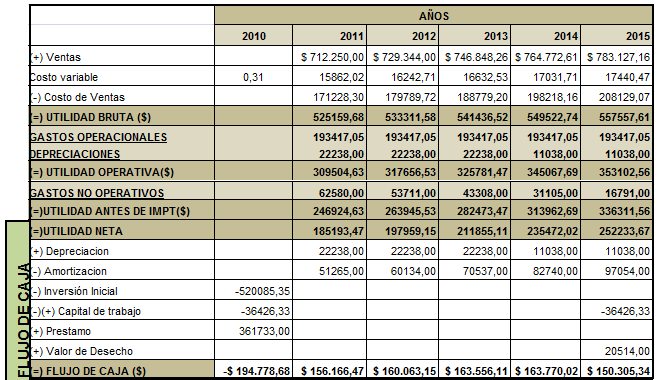 AÑOS
2010 2011 2012 2013 2014 2015
(+) Ventas $ 712.250,00 $ 729.344,00 $ 746.848,26 $ 764.772,61 $ 783.127,16
Costo variable 0,31 15862,02 16242,71 16632,53 17031,71 17440,47
(-) Costo de Ventas 171228,30 179789,72 188779,20 198218,16 208129,07
(=) UTILIDAD BRUTA ($) 525159,68 533311,58 541436,52 549522,74 557557,61
GASTOS OPERACIONALES 193417,05 193417,05 193417,05 193417,05 193417,05
DEPRECIACIONES 22238,00 22238,00 22238,00 11038,00 11038,00
(=) UTILIDAD OPERATIVA($) 309504,63 317656,53 325781,47 345067,69 353102,56
GASTOS NO OPERATIVOS 62580,00 53711,00 43308,00 31105,00 16791,00
(=)UTILIDAD ANTES DE IMPT($) 246924,63 263945,53 282473,47 313962,69 336311,56
(=)UTILIDAD NETA 185193,47 197959,15 211855,11 235472,02 252233,67
(+) Depreciacion 22238,00 22238,00 22238,00 11038,00 11038,00
(-) Amortizacion 51265,00 60134,00 70537,00 82740,00 97054,00
(-) Inversión Inicial -520085,35
(-)(+) Capital de trabajo -36426,33 -36426,33
(+) Prestamo 361733,00
(+) Valor de Desecho 20514,00
(=) FLUJO DE CAJA ($) -$ 194.778,68 $ 156.166,47 $ 160.063,15 $ 163.556,11 $ 163.770,02 $ 150.305,34
FLUJO DE CAJA